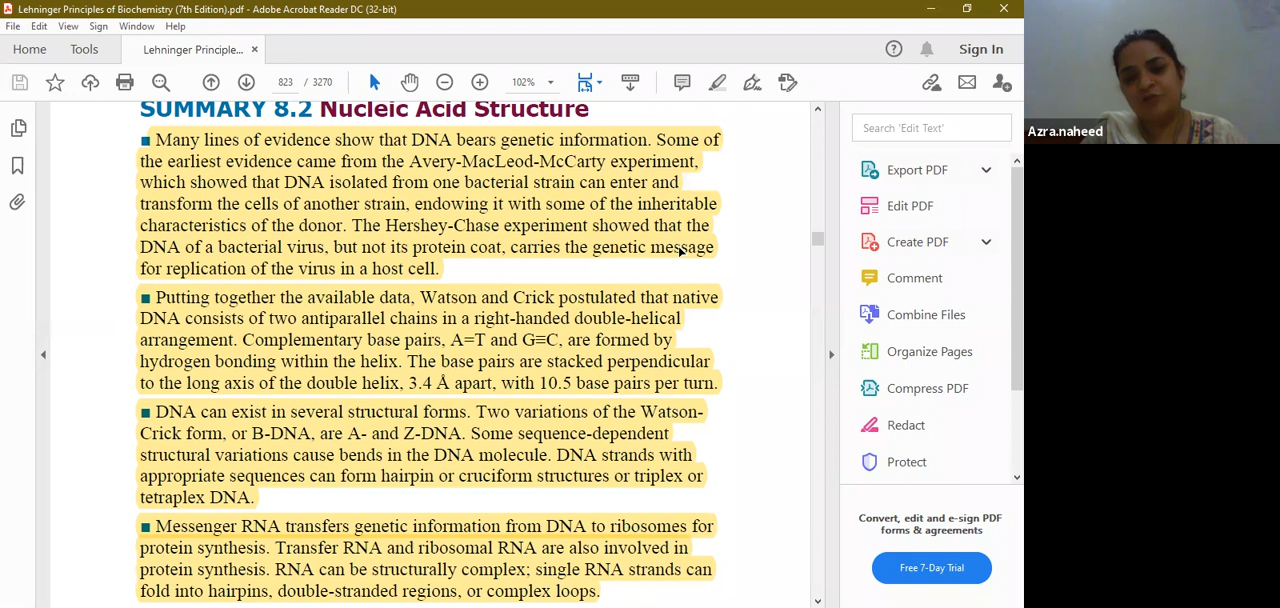 Lehninger Principles of Biochemistry (7th Edition).pdf - Adobe Acrobat Reader DC (32-bit)
File Edit View Sign Window Help
Home Tools Lehninger Principle... × Sign In
823 / 3270 102%
SUMMARY 8.2 Nucleic Acid Structure
■ Many lines of evidence show that DNA bears genetic information. Some of
the earliest evidence came from the Avery-MacLeod-McCarty experiment,
which showed that DNA isolated from one bacterial strain can enter and
transform the cells of another strain, endowing it with some of the inheritable
characteristics of the donor. The Hershey-Chase experiment showed that the
DNA of a bacterial virus, but not its protein coat, carries the genetic message
for replication of the virus in a host cell.
■ Putting together the available data, Watson and Crick postulated that native
DNA consists of two antiparallel chains in a right-handed double-helical
arrangement. Complementary base pairs, A=T and G≡C, are formed by
hydrogen bonding within the helix. The base pairs are stacked perpendicular
to the long axis of the double helix, 3.4 Å apart, with 10.5 base pairs per turn.
■ DNA can exist in several structural forms. Two variations of the Watson-
Crick form, or B-DNA, are A- and Z-DNA. Some sequence-dependent
structural variations cause bends in the DNA molecule. DNA strands with
appropriate sequences can form hairpin or cruciform structures or triplex or
tetraplex DNA.
■ Messenger RNA transfers genetic information from DNA to ribosomes for
protein synthesis. Transfer RNA and ribosomal RNA are also involved in
protein synthesis. RNA can be structurally complex; single RNA strands can
fold into hairpins, double-stranded regions, or complex loops.
Search 'Edit Text'
Export PDF
Edit PDF
Create PDF
Comment
Combine Files
Organize Pages
Compress PDF
Redact
Protect
Convert, edit and e-sign PDF
forms & agreements
Free 7-Day Trial
Azra.naheed